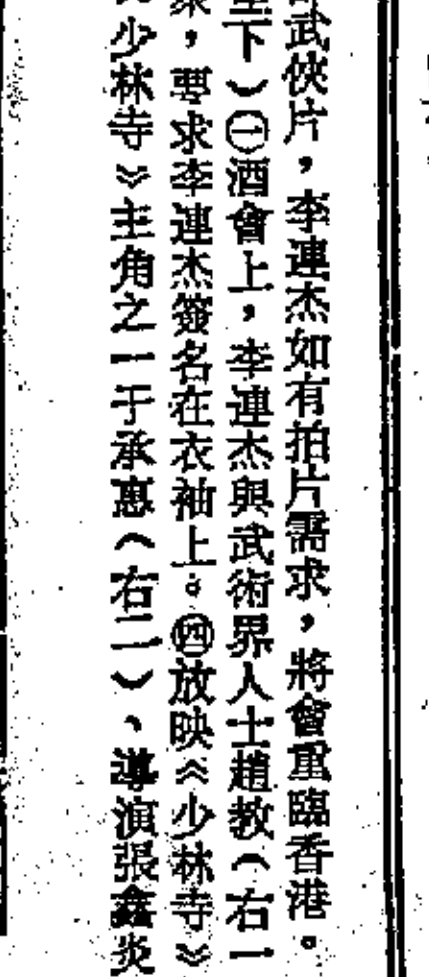 武俠片，李連杰如有拍片需求，將會重臨香港。
下）㊀酒會上，李連杰與武術界人士趙教（右一
，要求李連杰簽名在衣袖上。㊃放映《少林寺》
少林寺》主角之一于承惠（右二）、導演張鑫炎